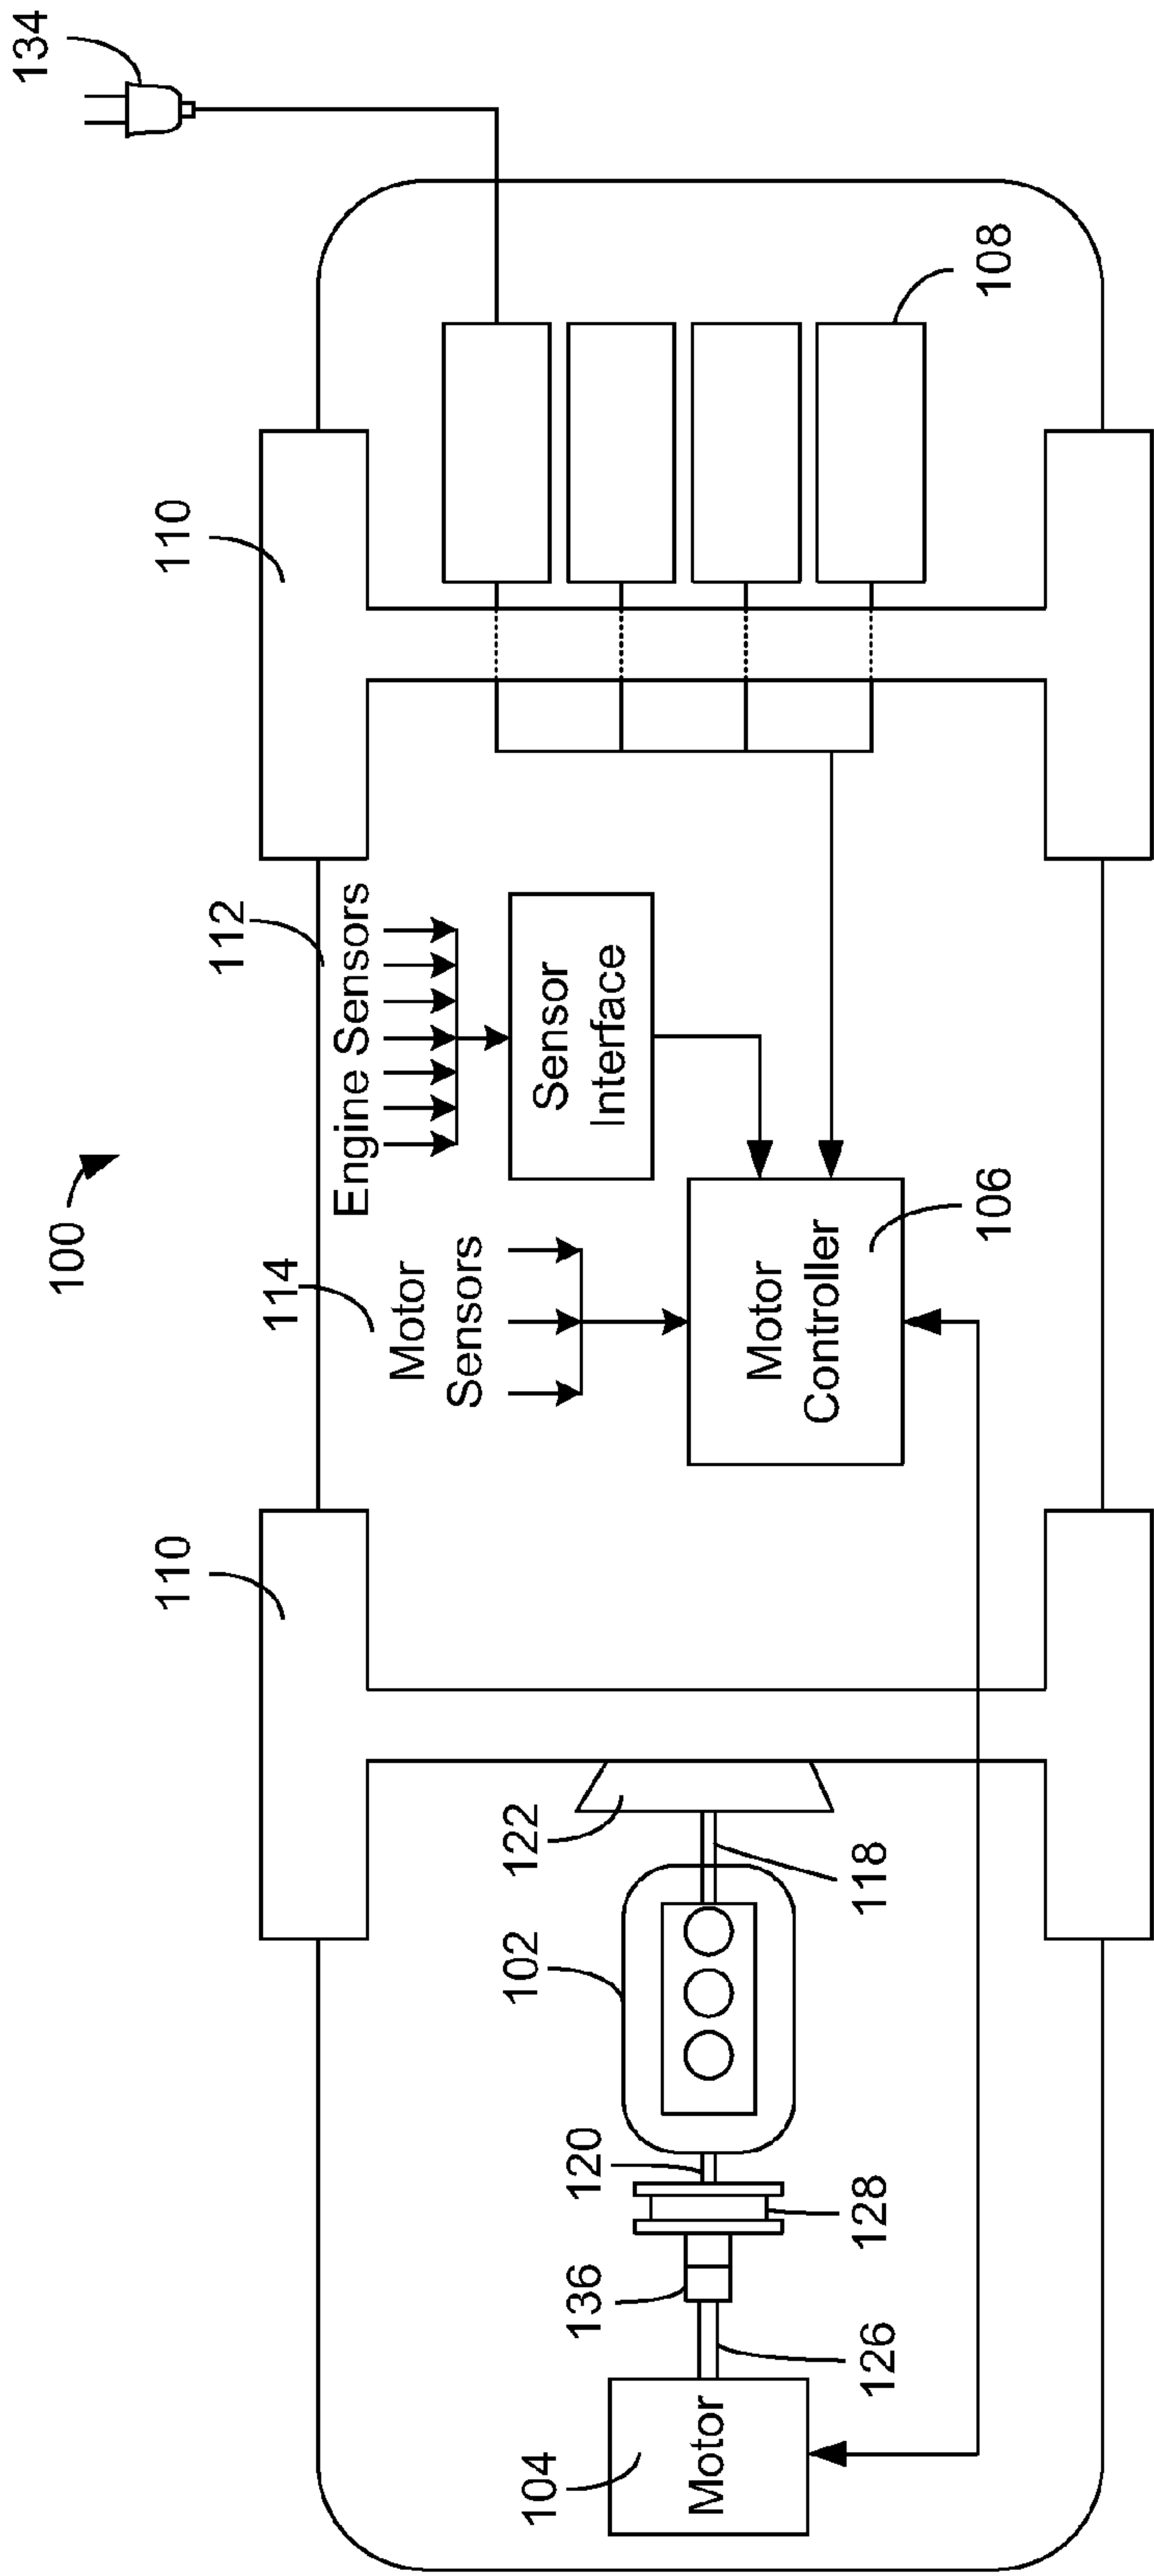 100
134
110
110
112
Engine Sensors
114
Motor
Sensors
Sensor
Interface
108
Motor
Controller
106
122
102
118
120
128
136
126
104
Motor